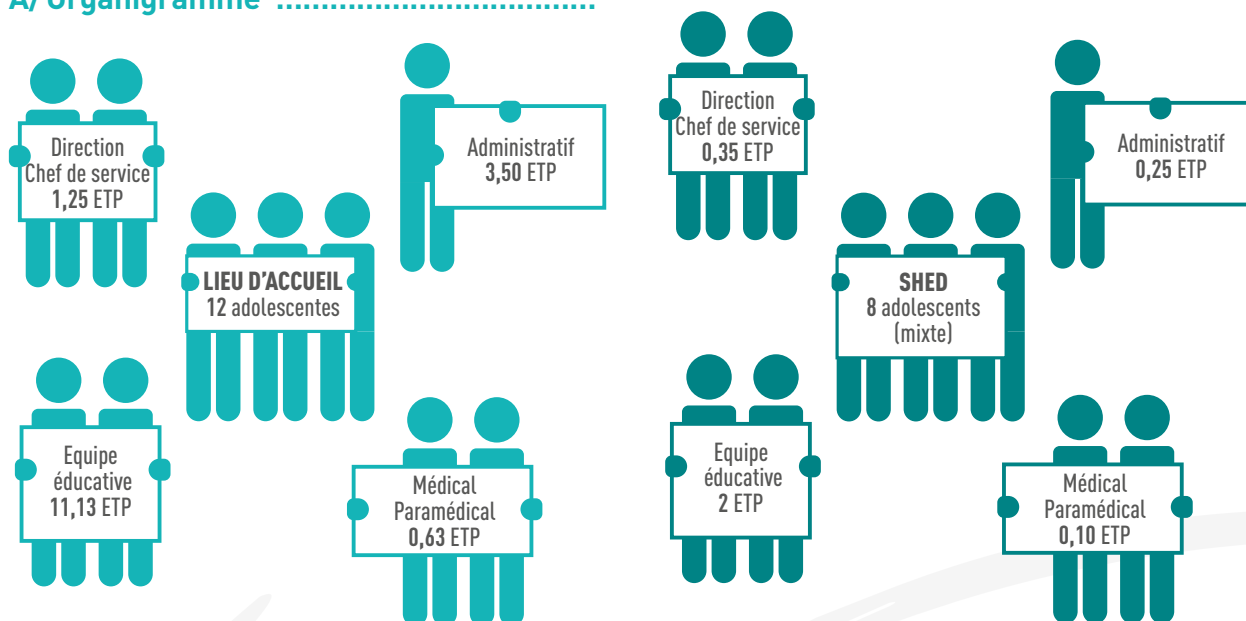 A/ Organigramme ....................................
Direction
Chef de service
1,25 ETP
Administratif
3,50 ETP
LIEU D'ACCUEIL
12 adolescentes
Equipe
éducative
11,13 ETP
Médical
Paramédical
0,63 ETP
Direction
Chef de service
0,35 ETP
Administratif
0,25 ETP
SHED
8 adolescents
(mixte)
Equipe
éducative
2 ETP
Médical
Paramédical
0,10 ETP